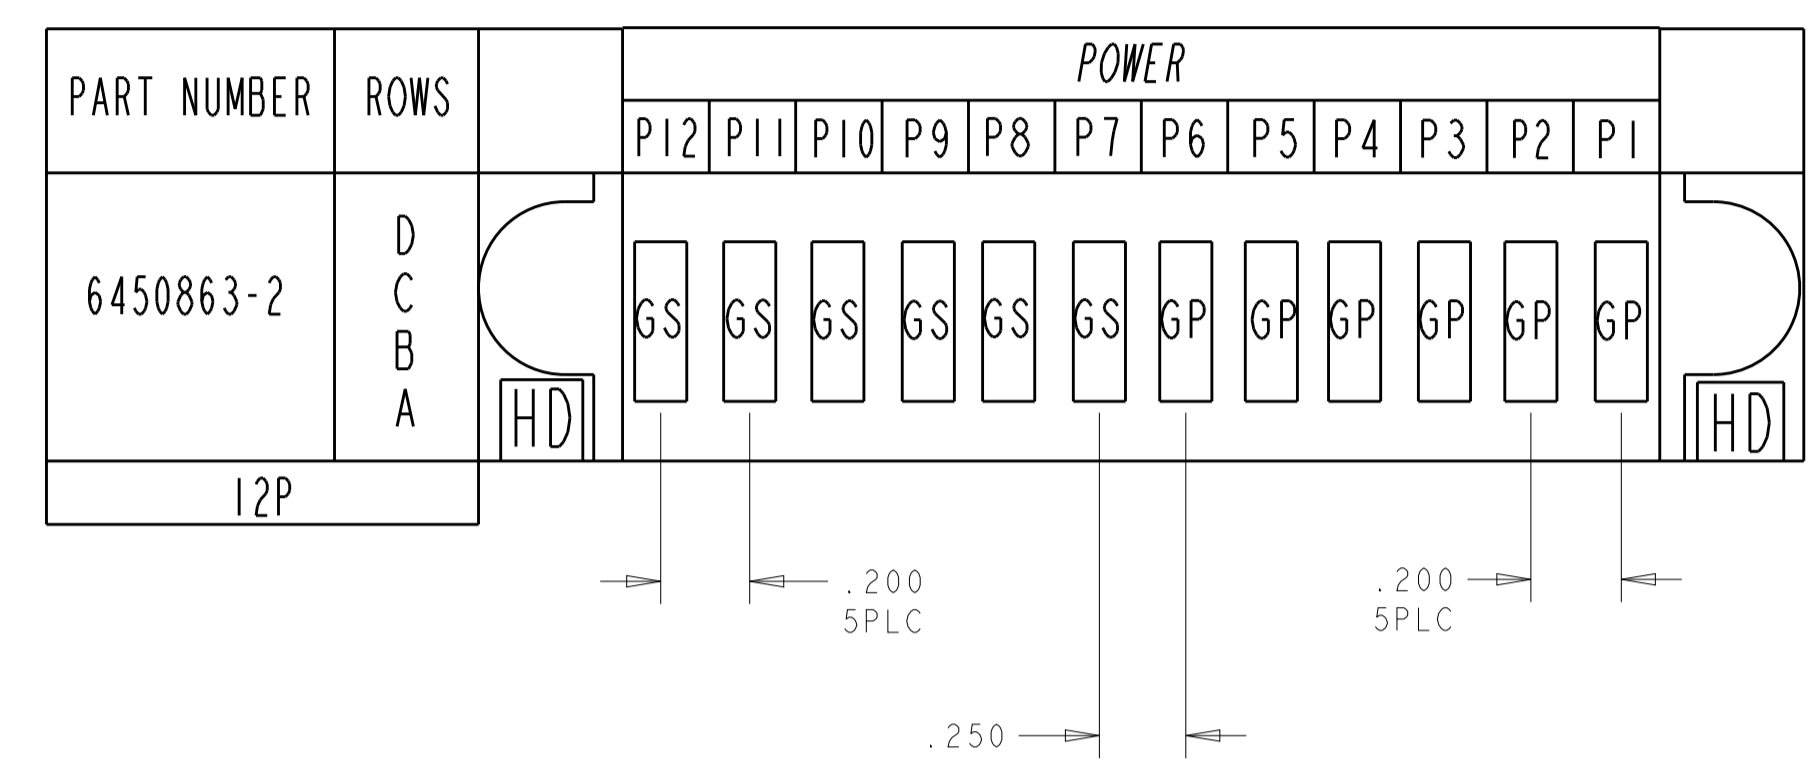 PART NUMBER ROWS POWER
P12 P11 P10 P9 P8 P7 P6 P5 P4 P3 P2 P1
6450863-2
D
C
B
A
GS GS GS GS GS GS GP GP GP GP GP GP
HD HD
12P
.200
5PLC
.200
5PLC
.250